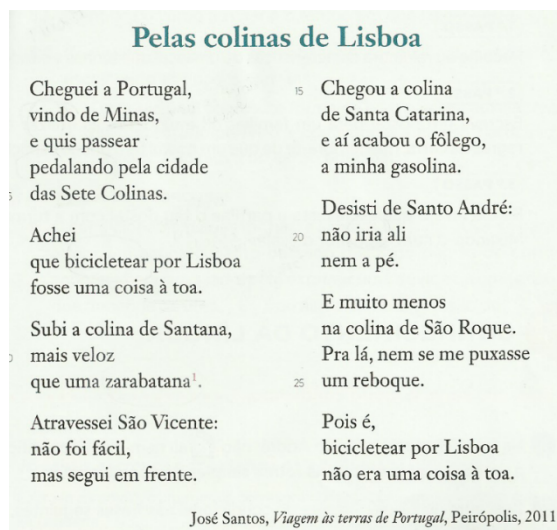 Pelas colinas de Lisboa
Cheguei a Portugal,
vindo de Minas,
e quis passear
pedalando pela cidade
5 das Sete Colinas.
Achei
que bicicletear por Lisboa
fosse uma coisa à toa.
Subi a colina de Santana,
10 mais veloz
que uma zarabatana¹.
Atravessei São Vicente:
não foi fácil,
mas segui em frente.
15 Chegou a colina
de Santa Catarina,
e aí acabou o fôlego,
a minha gasolina.
Desisti de Santo André:
20 não iria ali
nem a pé.
E muito menos
na colina de São Roque.
Pra lá, nem se me puxasse
25 um reboque.
Pois é,
bicicletear por Lisboa
não era uma coisa à toa.
José Santos, Viagem às terras de Portugal, Peirópolis, 2011